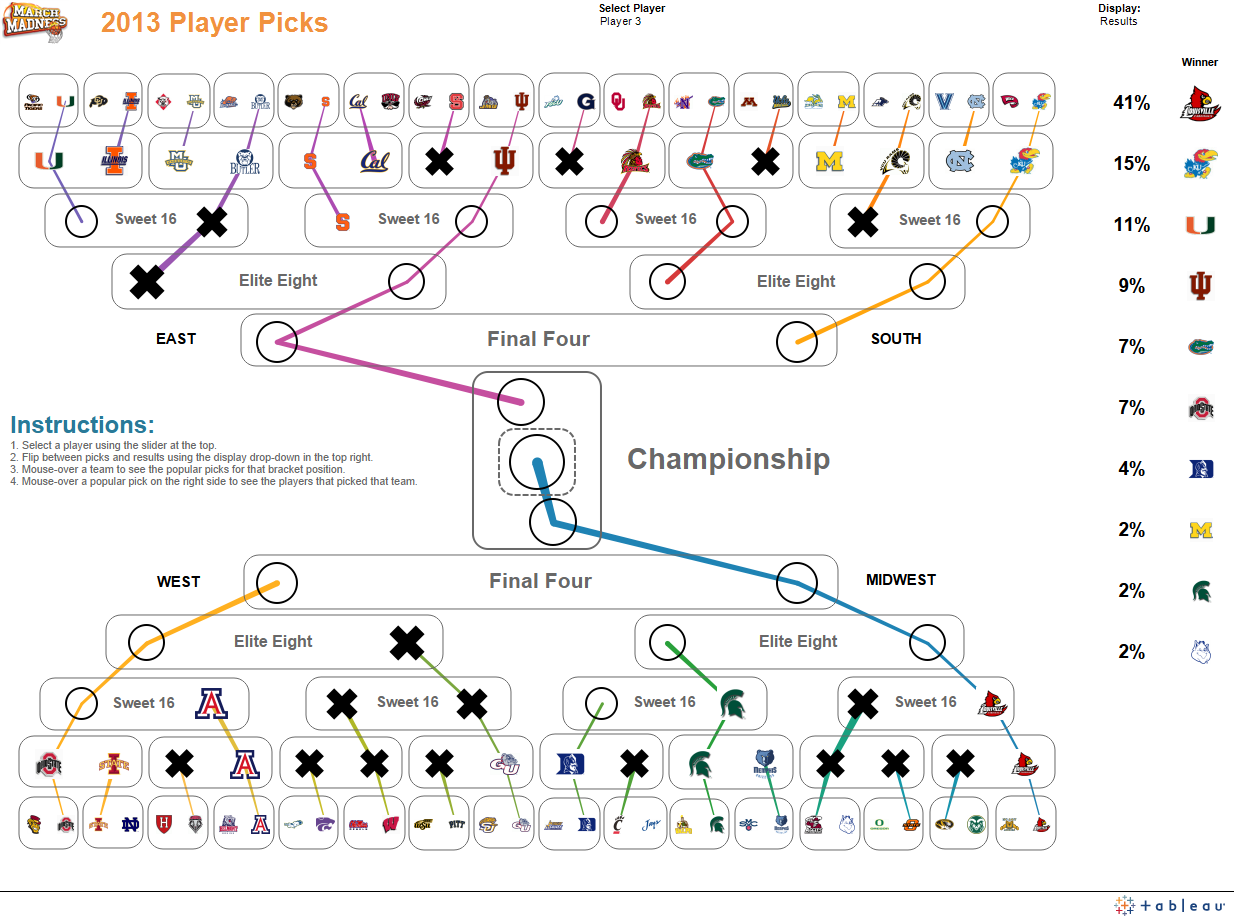 MARCH
MADNESS
2013 Player Picks
Select Player
Player 3
Display:
Results
Winner
41%
BUTLER
ILLINOIS
BUTLER
15%
Sweet 16
Sweet 16
Sweet 16
Sweet 16
11%
Elite Eight
Elite Eight
9%
EAST
Final Four
SOUTH
7%
Instructions:
1. Select a player using the slider at the top.
2. Flip between picks and results using the display drop-down in the top right.
3. Mouse-over a team to see the popular picks for that bracket position.
4. Mouse-over a popular pick on the right side to see the players that picked that team.
7%
Championship
4%
2%
WEST
Final Four
MIDWEST
2%
Elite Eight
Elite Eight
2%
Sweet 16
Sweet 16
Sweet 16
Sweet 16
+ableau